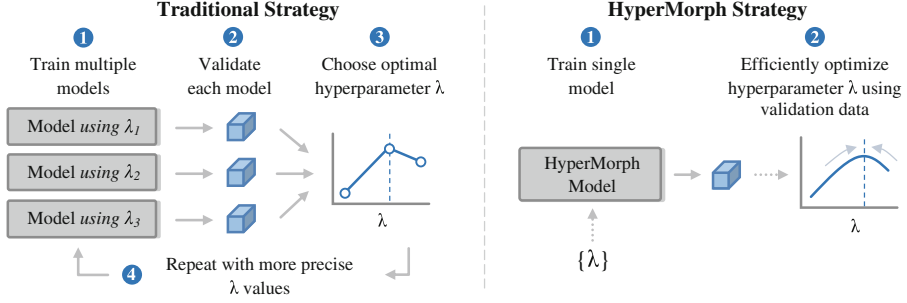 Traditional Strategy
1
Train multiple
models
2
Validate
each model
3
Choose optimal
hyperparameter λ
Model using λ1
Model using λ2
Model using λ3
λ
4
Repeat with more precise
λ values
HyperMorph Strategy
1
Train single
model
2
Efficiently optimize
hyperparameter λ using
validation data
HyperMorph
Model
{λ}
λ